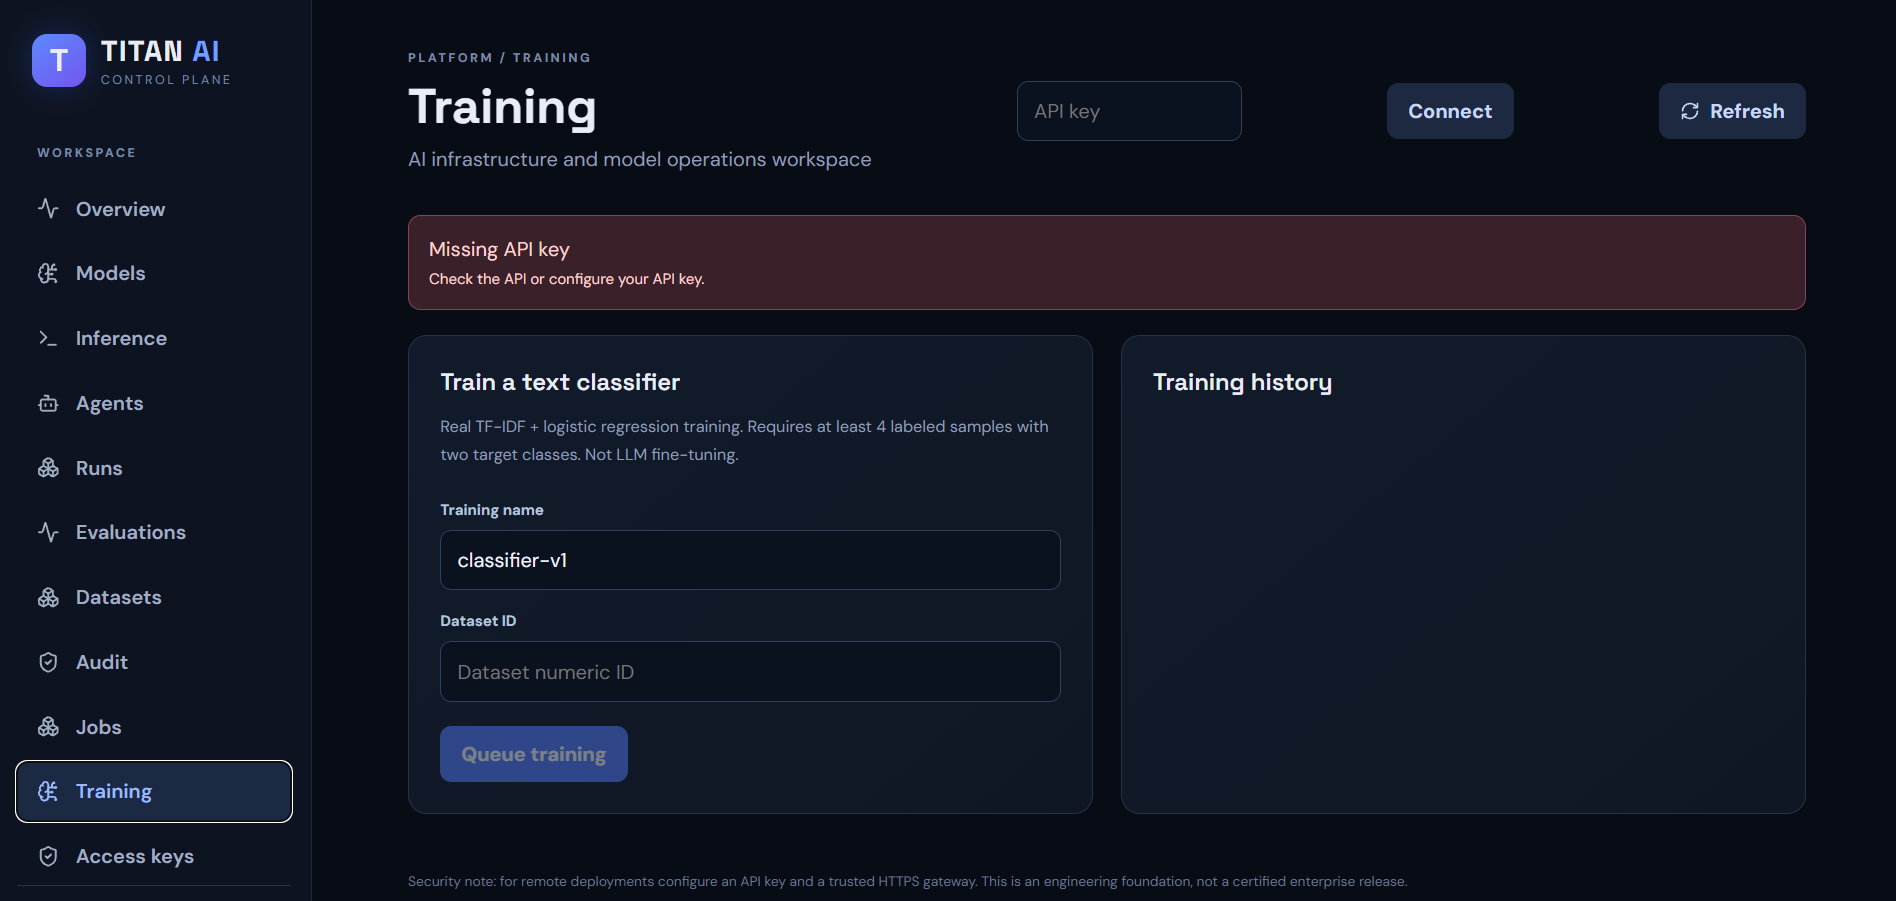 T
TITAN AI
CONTROL PLANE
WORKSPACE
Overview
Models
Inference
Agents
Runs
Evaluations
Datasets
Audit
Jobs
Training
Access keys
PLATFORM / TRAINING
Training
AI infrastructure and model operations workspace
API key
Connect
Refresh
Missing API key
Check the API or configure your API key.
Train a text classifier
Real TF-IDF + logistic regression training. Requires at least 4 labeled samples with
two target classes. Not LLM fine-tuning.
Training name
classifier-v1
Dataset ID
Dataset numeric ID
Queue training
Training history
Security note: for remote deployments configure an API key and a trusted HTTPS gateway. This is an engineering foundation, not a certified enterprise release.